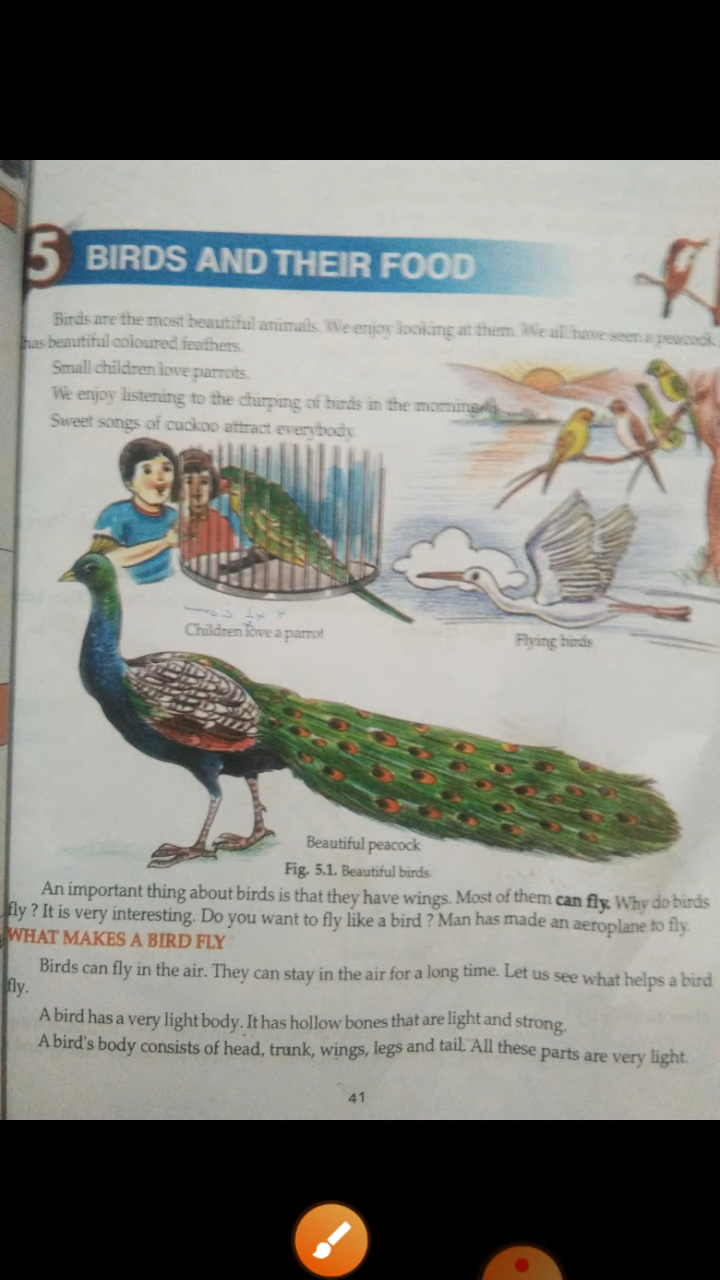 5 BIRDS AND THEIR FOOD
Birds are the most beautiful animals. We enjoy looking at them. We all have seen a peacock.
has beautiful coloured feathers.
Small children love parrots.
We enjoy listening to the chirping of birds in the morning
Sweet songs of cuckoo attract everybody.
Children love a parrot
Flying birds
Beautiful peacock
Fig. 5.1. Beautiful birds.
An important thing about birds is that they have wings. Most of them can fly. Why do birds
fly ? It is very interesting. Do you want to fly like a bird ? Man has made an aeroplane to fly.
WHAT MAKES A BIRD FLY
Birds can fly in the air. They can stay in the air for a long time. Let us see what helps a bird
fly.
A bird has a very light body. It has hollow bones that are light and strong.
A bird's body consists of head, trunk, wings, legs and tail. All these parts are very light.
41